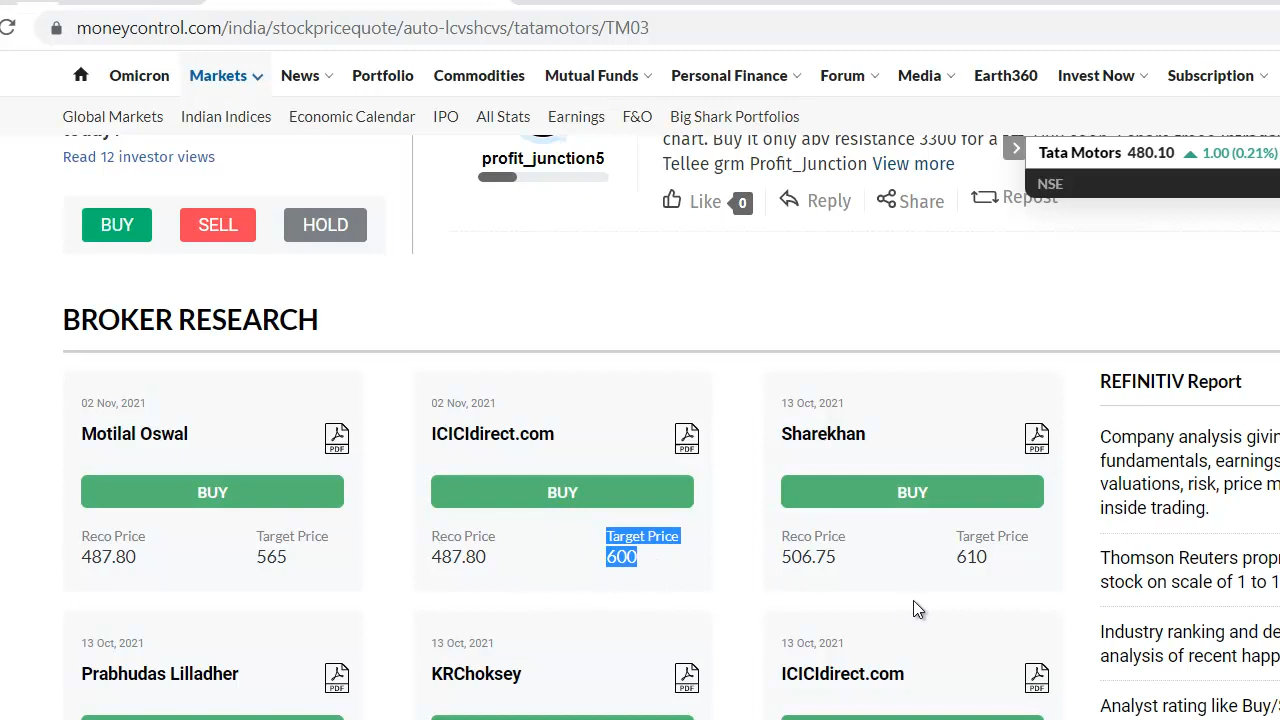 moneycontrol.com/india/stockpricequote/auto-lcvshcvs/tatamotors/TM03
Omicron Markets News Portfolio Commodities Mutual Funds Personal Finance Forum Media Earth360 Invest Now Subscription
Global Markets Indian Indices Economic Calendar IPO All Stats Earnings F&O Big Shark Portfolios
Read 12 investor views
BUY SELL HOLD
profit_junction5
chart. Buy it only abv resistance 3300 for a
Tellee grm Profit_Junction View more
Like 0 Reply Share Repost
Tata Motors 480.10 1.00 (0.21%)
NSE
BROKER RESEARCH
02 Nov, 2021
Motilal Oswal
PDF
BUY
Reco Price Target Price
487.80 565
02 Nov, 2021
ICICIdirect.com
PDF
BUY
Reco Price Target Price
487.80 600
13 Oct, 2021
Sharekhan
PDF
BUY
Reco Price Target Price
506.75 610
13 Oct, 2021
Prabhudas Lilladher
PDF
13 Oct, 2021
KRChoksey
PDF
13 Oct, 2021
ICICIdirect.com
PDF
REFINITIV Report
Company analysis givin
fundamentals, earnings
valuations, risk, price m
inside trading.
Thomson Reuters propr
stock on scale of 1 to 1
Industry ranking and de
analysis of recent happ
Analyst rating like Buy/S